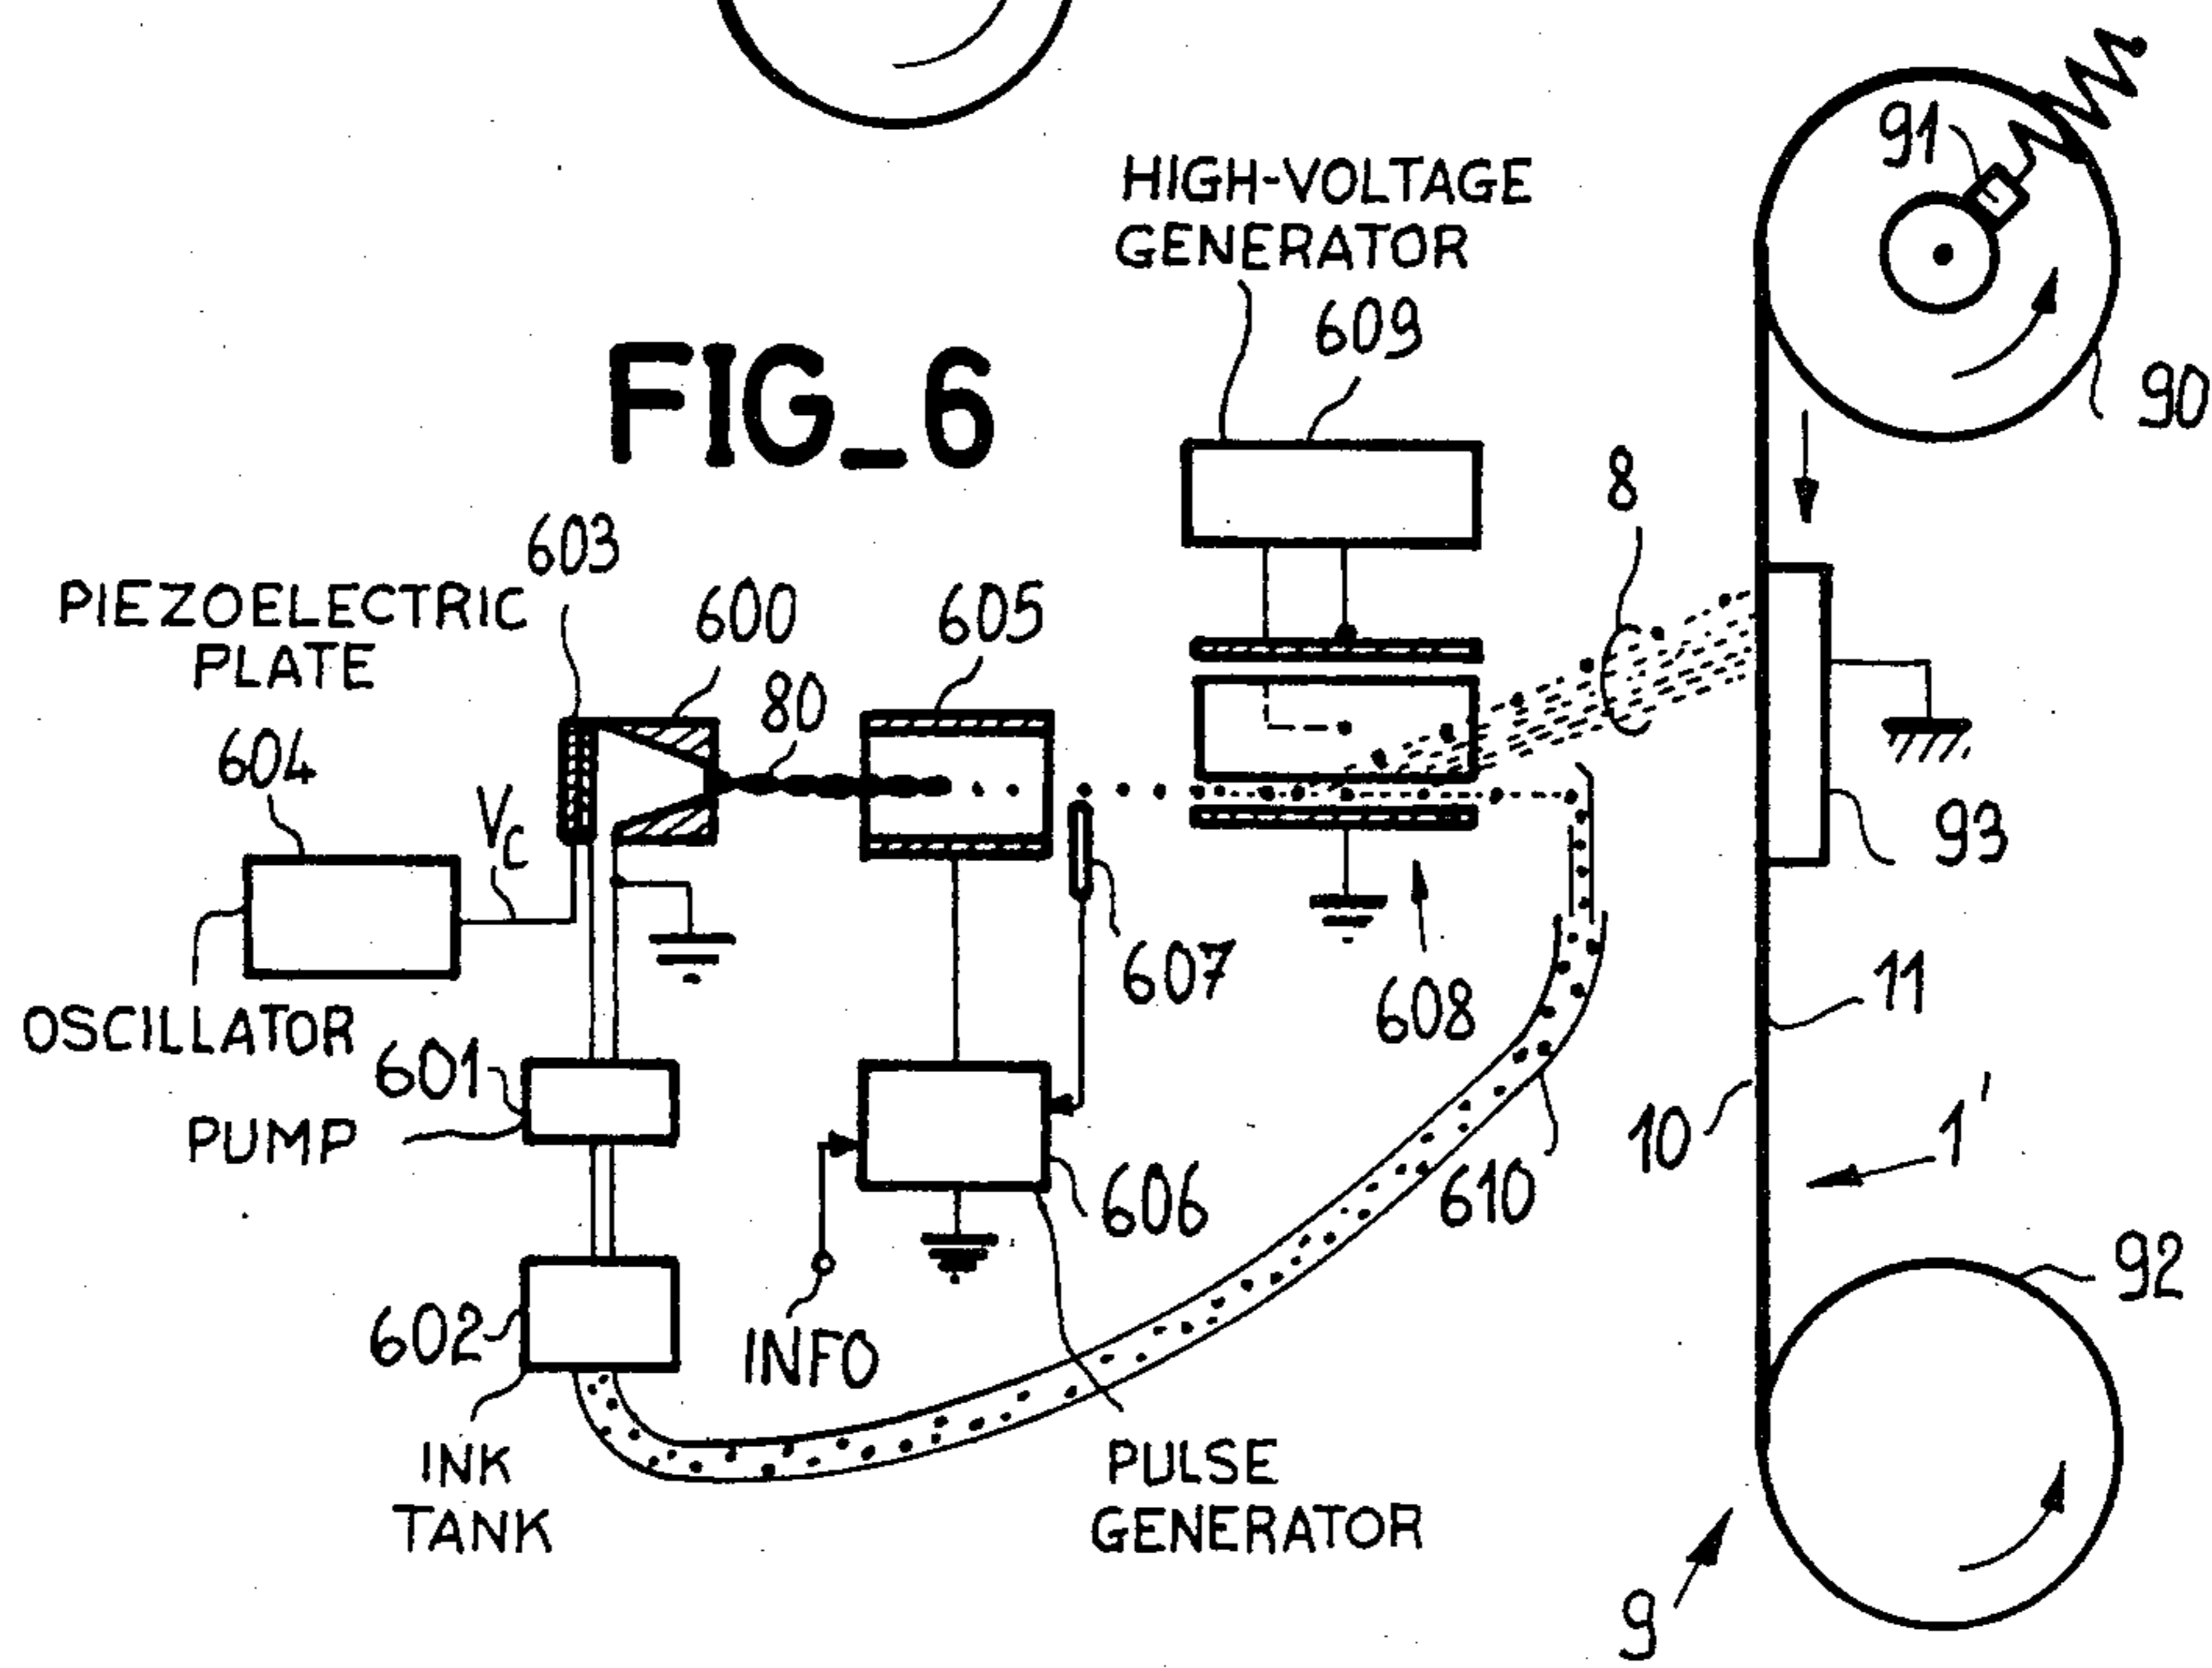 HIGH-VOLTAGE
GENERATOR
609
91
90
FIG_6
8
603
PIEZOELECTRIC
PLATE
600
605
80
604
Vc
93
607
608
11
OSCILLATOR
601
PUMP
10
1'
606
610
602
INFO
92
INK
TANK
PULSE
GENERATOR
9